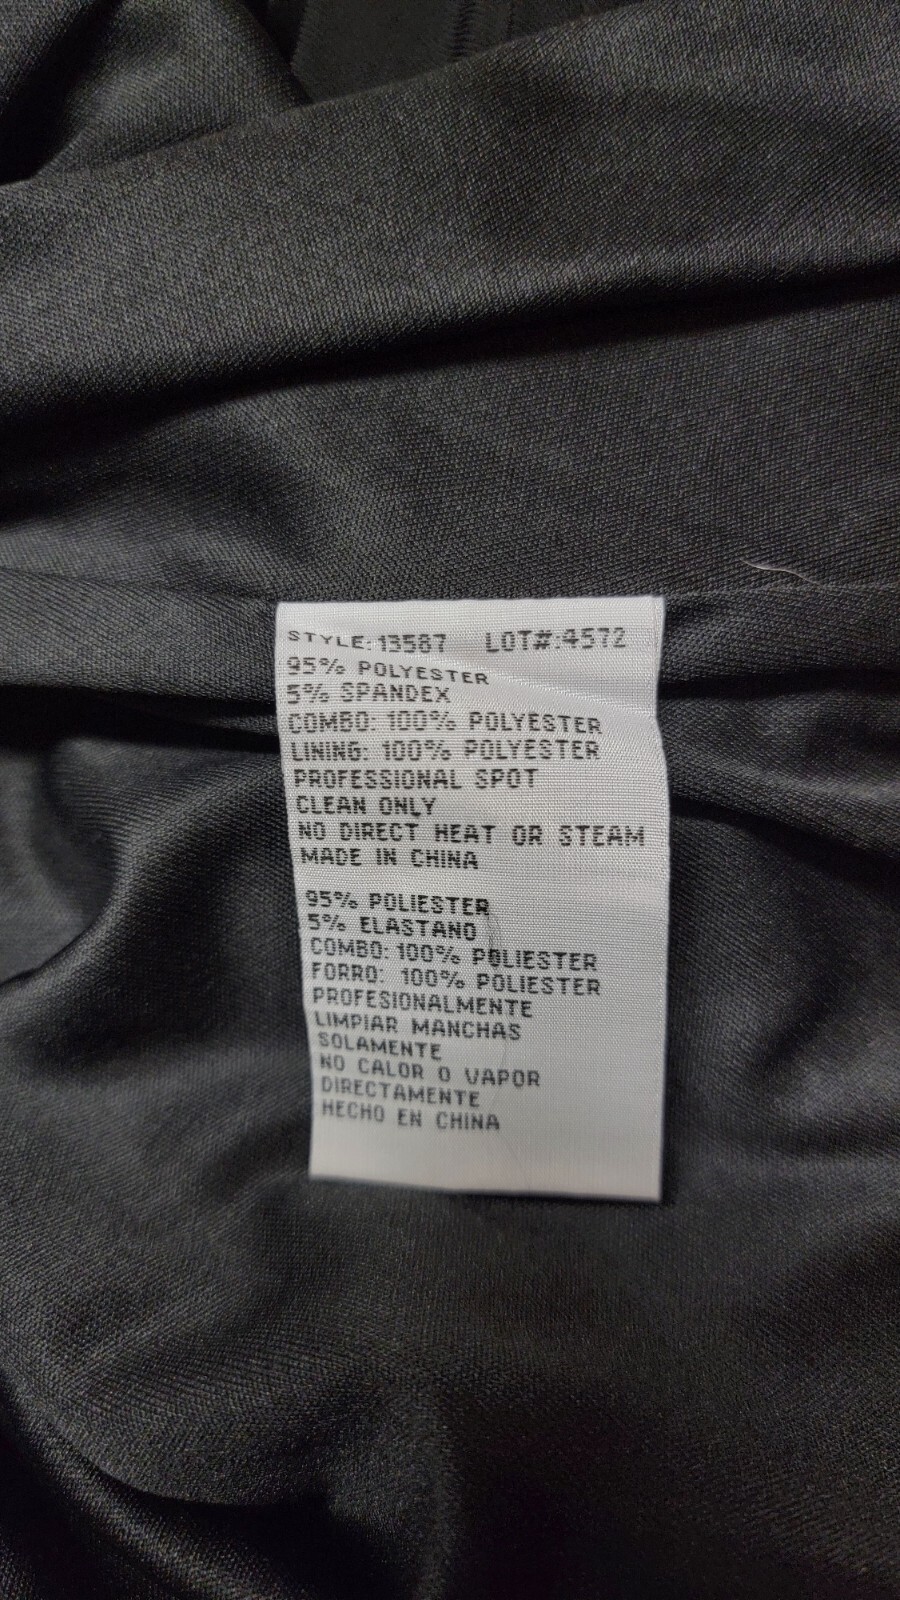 STYLE:13587 LOT#:4572
95% POLYESTER
5% SPANDEX
COMBO: 100% POLYESTER
LINING: 100% POLYESTER
PROFESSIONAL SPOT
CLEAN ONLY
NO DIRECT HEAT OR STEAM
MADE IN CHINA
95% POLIESTER
5% ELASTANO
COMBO: 100% POLIESTER
FORRO: 100% POLIESTER
PROFESIONALMENTE
LIMPIAR MANCHAS
SOLAMENTE
NO CALOR O VAPOR
DIRECTAMENTE
HECHO EN CHINA